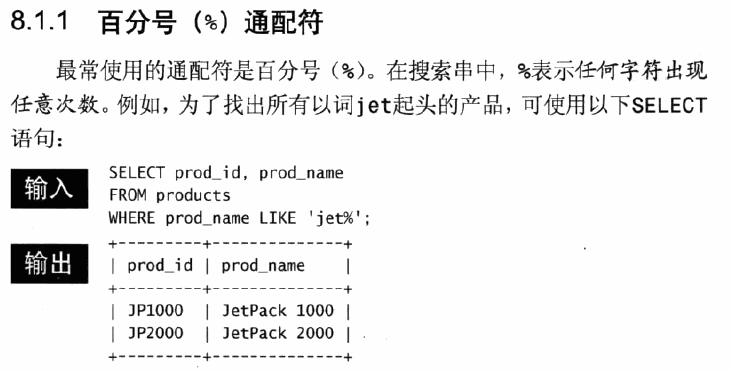 8.1.1 百分号（%）通配符
最常使用的通配符是百分号（%）。在搜索串中，%表示任何字符出现
任意次数。例如，为了找出所有以词jet起头的产品，可使用以下SELECT
语句：
输入
SELECT prod_id, prod_name
FROM products
WHERE prod_name LIKE 'jet%';
输出
+---------+--------------+
| prod_id | prod_name    |
+---------+--------------+
| JP1000  | JetPack 1000 |
| JP2000  | JetPack 2000 |
+---------+--------------+